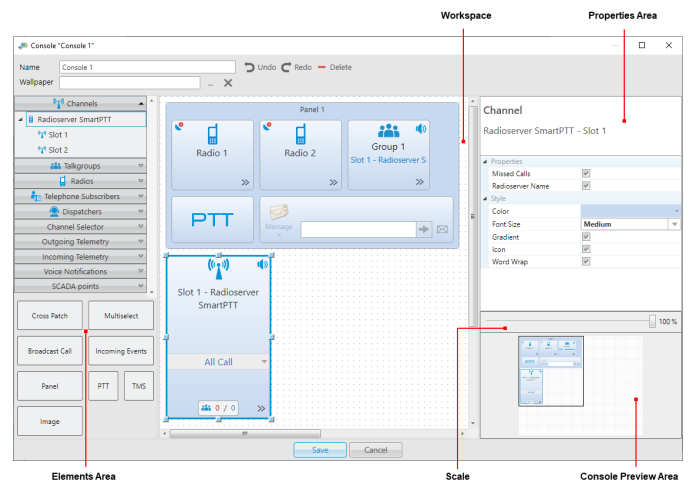 Workspace
Properties Area
Console "Console 1"
Name
Console 1
Undo
Redo
Delete
Wallpaper
...
Channels
Radioserver SmartPTT
Slot 1
Slot 2
Talkgroups
Radios
Telephone Subscribers
Dispatchers
Channel Selector
Outgoing Telemetry
Incoming Telemetry
Voice Notifications
SCADA points
Cross Patch
Multiselect
Broadcast Call
Incoming Events
Panel
PTT
TMS
Image
Panel 1
Radio 1
Radio 2
Group 1
Slot 1 - Radioserver S
PTT
Message
Slot 1 - Radioserver
SmartPTT
All Call
0 / 0
Channel
Radioserver SmartPTT - Slot 1
Properties
Missed Calls
Radioserver Name
Style
Color
Font Size
Medium
Gradient
Icon
Word Wrap
100 %
Save
Cancel
Elements Area
Scale
Console Preview Area